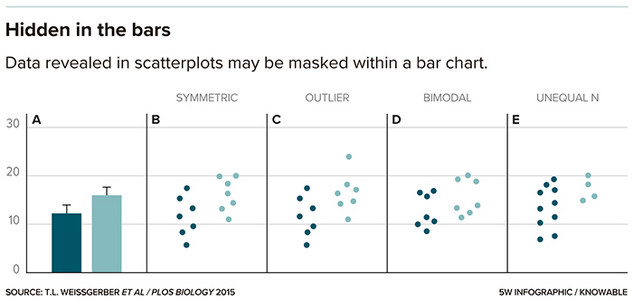 Hidden in the bars
Data revealed in scatterplots may be masked within a bar chart.
SYMMETRIC OUTLIER BIMODAL UNEQUAL N
30 A B C D E
20
10
0
SOURCE: T.L. WEISSGERBER ET AL / PLOS BIOLOGY 2015 5W INFOGRAPHIC / KNOWABLE